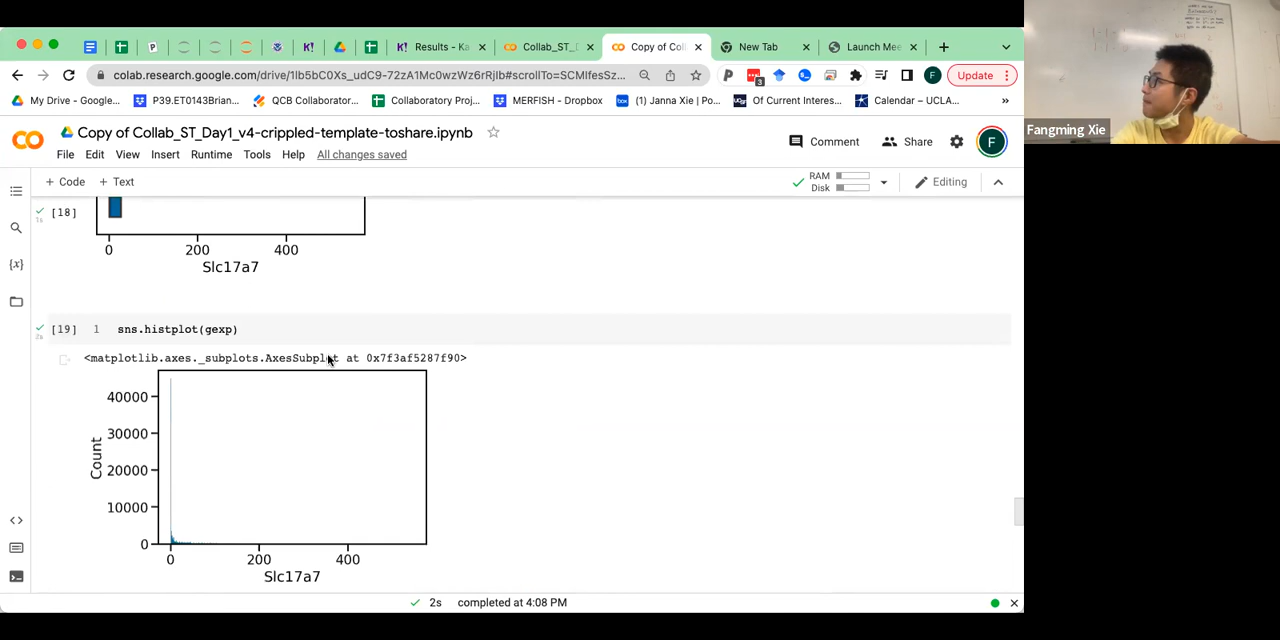 Results - Ka
Collab_ST_D
Copy of Col
New Tab
Launch Mee
colab.research.google.com/drive/1lb5bC0Xs_udC9-72zA1Mc0wzWz6rRjIb#scrollTo=SCMlfesSz...
3
F
Update
My Drive - Google...
P39.ET0143Brian...
QCB Collaborator...
Collaboratory Proj...
MERFISH - Dropbox
(1) Janna Xie | Po...
Of Current Interes...
Calendar – UCLA...
»
Copy of Collab_ST_Day1_v4-crippled-template-toshare.ipynb
Comment
Share
F
File Edit View Insert Runtime Tools Help All changes saved
+ Code + Text
RAM
Disk
Editing
[18]
1s
0 200 400
Slc17a7
[19] 1 sns.histplot(gexp)
2s
<matplotlib.axes._subplots.AxesSubplot at 0x7f3af5287f90>
40000
30000
20000
10000
0
Count
0 200 400
Slc17a7
2s completed at 4:08 PM
Fangming Xie